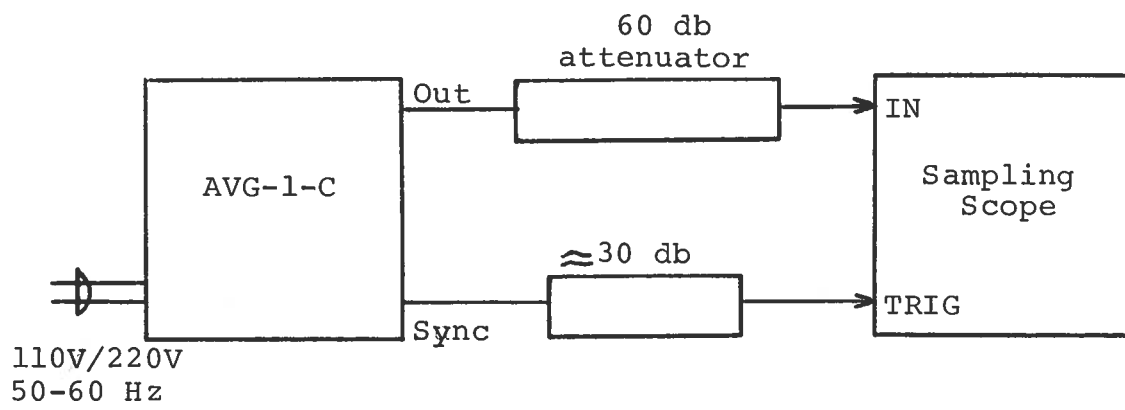 60 db
attenuator
Out
IN
AVG-1-C
Sampling
Scope
≈30 db
Sync
TRIG
110V/220V
50-60 Hz